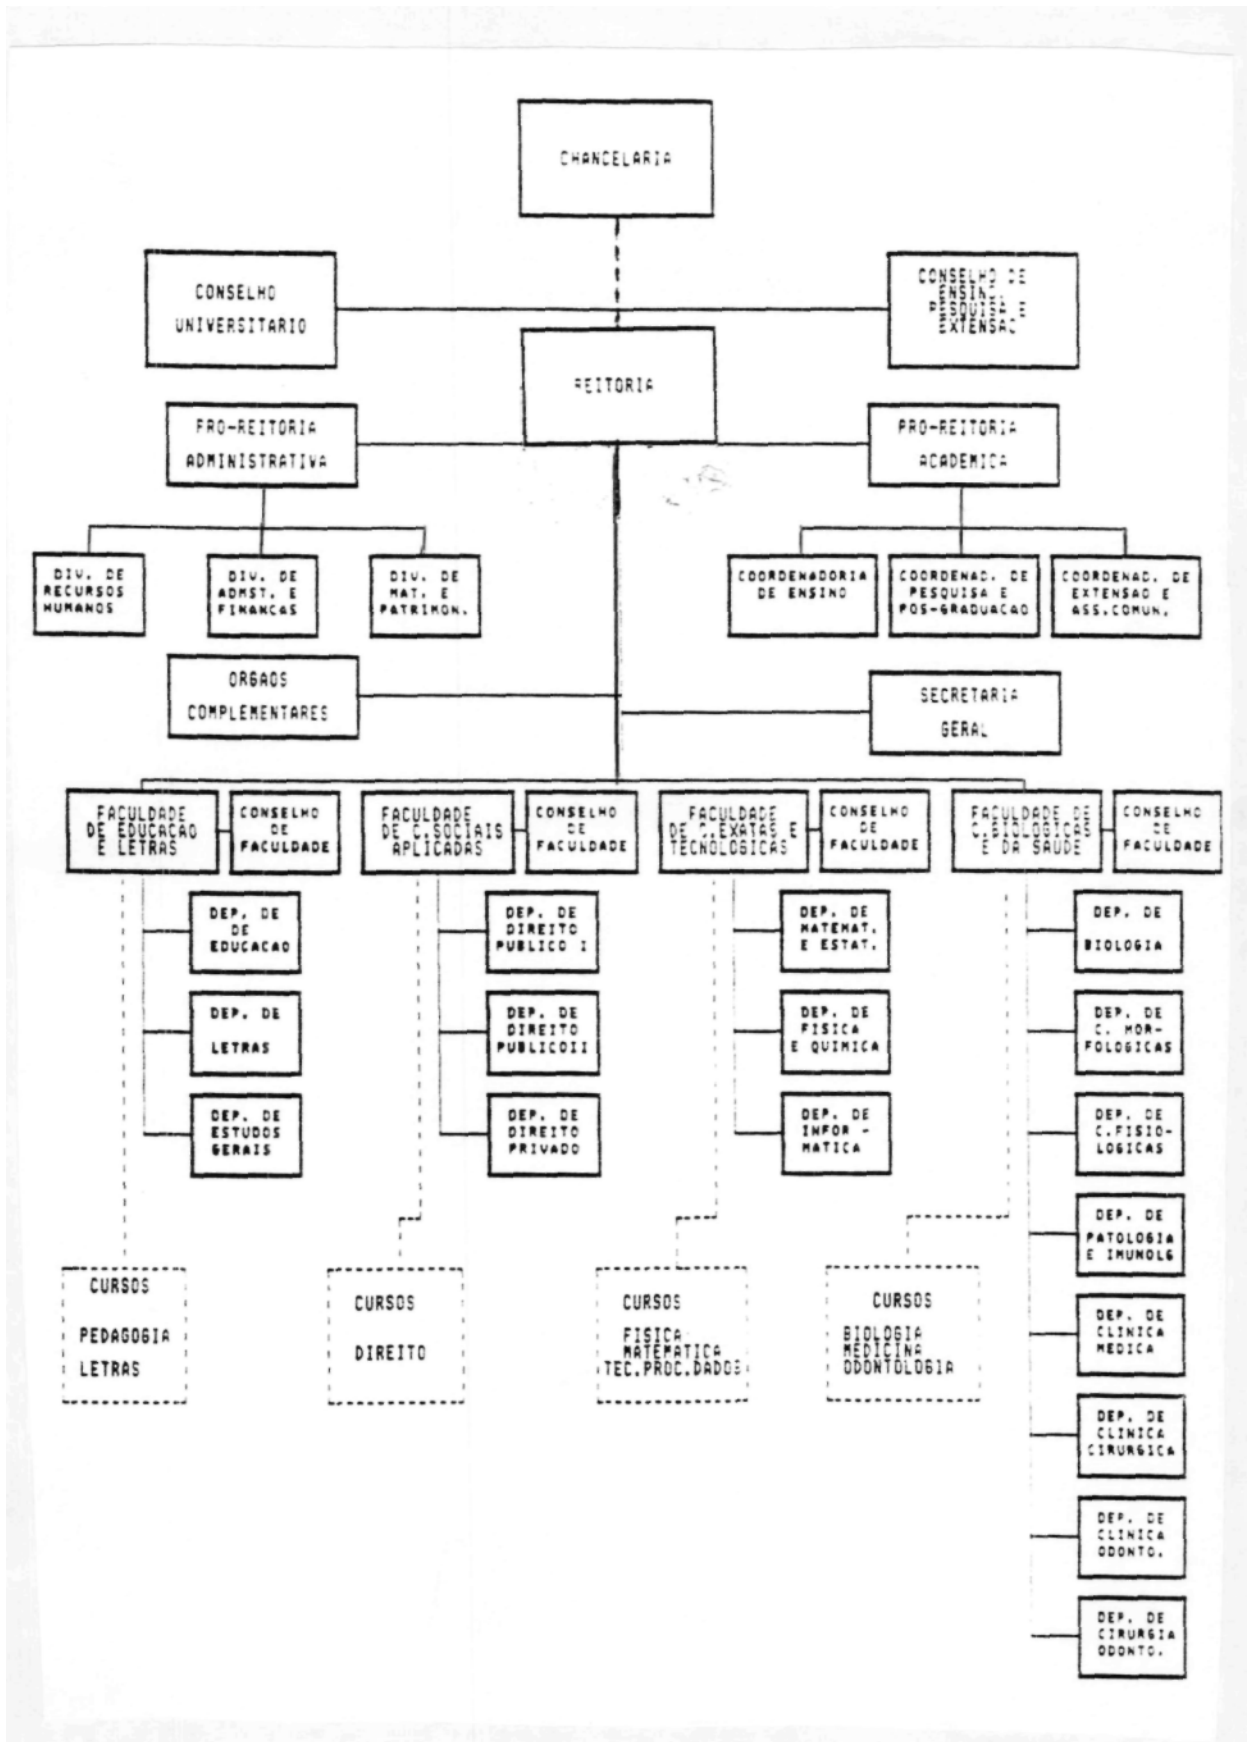 CHANCELARIA
CONSELHO
UNIVERSITARIO
CONSELHO DE
ENSINO,
PESQUISA E
EXTENSAO
REITORIA
PRO-REITORIA
ADMINISTRATIVA
PRO-REITORIA
ACADEMICA
DIV. DE
RECURSOS
HUMANOS
DIV. DE
ADMST. E
FINANCAS
DIV. DE
MAT. E
PATRIMON.
COORDENADORIA
DE ENSINO
COORDENAD. DE
PESQUISA E
POS-GRADUACAO
COORDENAD. DE
EXTENSAO E
ASS.COMUN.
ORGAOS
COMPLEMENTARES
SECRETARIA
GERAL
FACULDADE
DE EDUCACAO
E LETRAS
CONSELHO
DE
FACULDADE
FACULDADE
DE C.SOCIAIS
APLICADAS
CONSELHO
DE
FACULDADE
FACULDADE
DE C.EXATAS E
TECNOLOGICAS
CONSELHO
DE
FACULDADE
FACULDADE DE
C.BIOLOGICAS
E DA SAUDE
CONSELHO
DE
FACULDADE
DEP. DE
DE
EDUCACAO
DEP. DE
LETRAS
DEP. DE
ESTUDOS
GERAIS
DEP. DE
DIREITO
PUBLICO I
DEP. DE
DIREITO
PUBLICOII
DEP. DE
DIREITO
PRIVADO
DEP. DE
MATEMAT.
E ESTAT.
DEP. DE
FISICA
E QUIMICA
DEP. DE
INFOR -
MATICA
DEP. DE
BIOLOGIA
DEP. DE
C. MOR-
FOLOGICAS
DEP. DE
C.FISIO-
LOGICAS
DEP. DE
PATOLOGIA
E IMUNOLG
DEP. DE
CLINICA
MEDICA
DEP. DE
CLINICA
CIRURGICA
DEP. DE
CLINICA
ODONTO.
DEP. DE
CIRURGIA
ODONTO.
CURSOS
PEDAGOGIA
LETRAS
CURSOS
DIREITO
CURSOS
FISICA
MATEMATICA
TEC.PROC.DADOS
CURSOS
BIOLOGIA
MEDICINA
ODONTOLOGIA